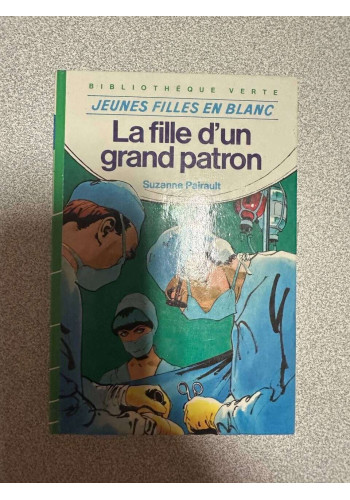 BIBLIOTHÈQUE VERTE
JEUNES FILLES EN BLANC
La fille d'un
grand patron
Suzanne Pairault